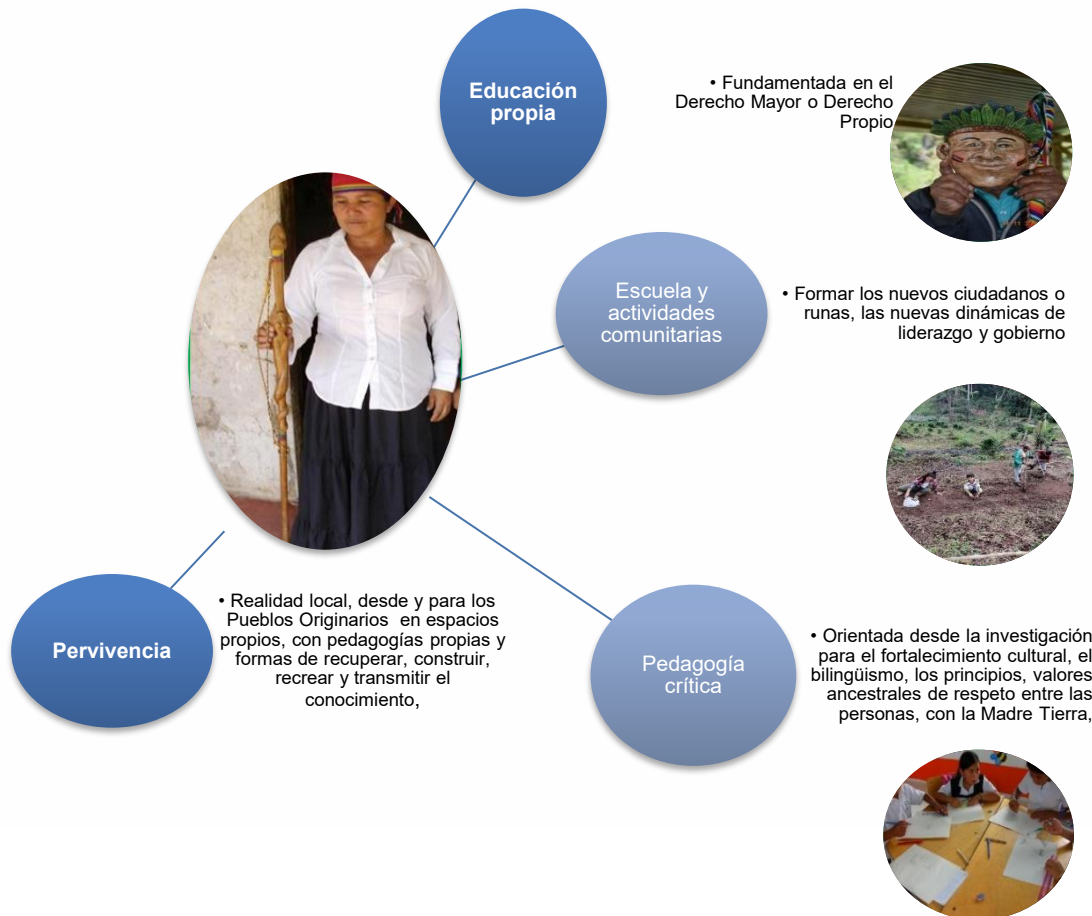 Educación
propia
• Fundamentada en el
Derecho Mayor o Derecho
Propio
Escuela y
actividades
comunitarias
• Formar los nuevos ciudadanos o
runas, las nuevas dinámicas de
liderazgo y gobierno
Pervivencia
• Realidad local, desde y para los
Pueblos Originarios en espacios
propios, con pedagogías propias y
formas de recuperar, construir,
recrear y transmitir el
conocimiento,
Pedagogía
crítica
• Orientada desde la investigación
para el fortalecimiento cultural, el
bilingüismo, los principios, valores
ancestrales de respeto entre las
personas, con la Madre Tierra,